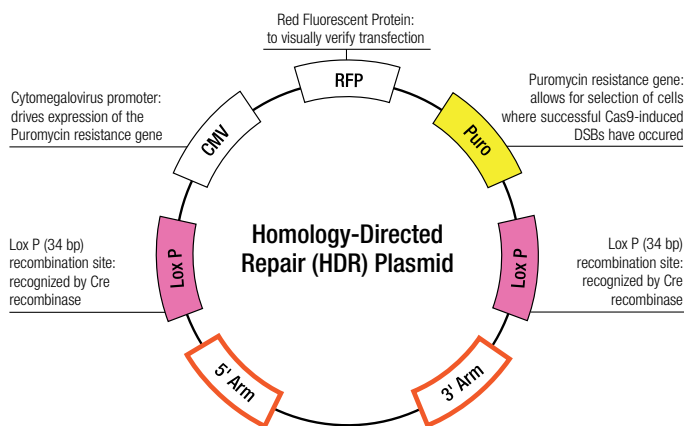 Red Fluorescent Protein:
to visually verify transfection
RFP
Cytomegalovirus promoter:
drives expression of the
Puromycin resistance gene
CMV
Puromycin resistance gene:
allows for selection of cells
where successful Cas9-induced
DSBs have occured
Puro
Homology-Directed
Repair (HDR) Plasmid
Lox P (34 bp)
recombination site:
recognized by Cre
recombinase
Lox P
Lox P
Lox P (34 bp)
recombination site:
recognized by Cre
recombinase
5' Arm
3' Arm